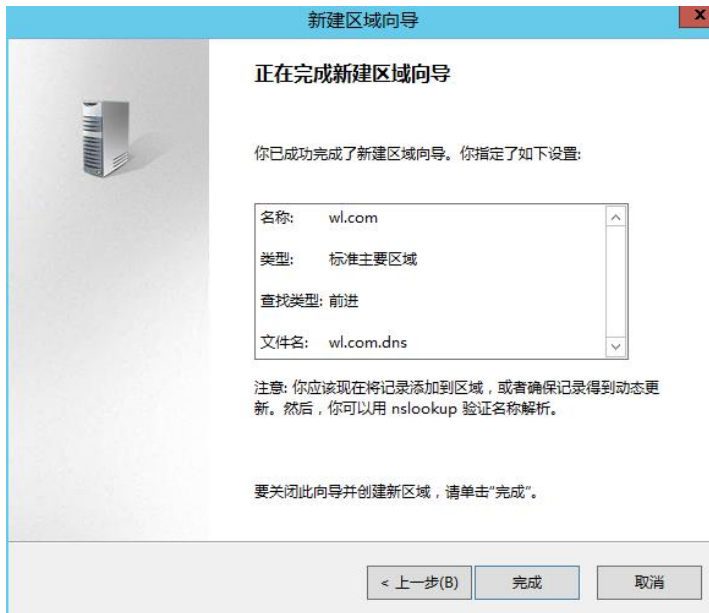 新建区域向导
x
正在完成新建区域向导
你已成功完成了新建区域向导。你指定了如下设置:
名称: wl.com
类型: 标准主要区域
查找类型: 前进
文件名: wl.com.dns
注意: 你应该现在将记录添加到区域，或者确保记录得到动态更
新。然后，你可以用 nslookup 验证名称解析。
要关闭此向导并创建新区域，请单击"完成"。
< 上一步(B) 完成 取消